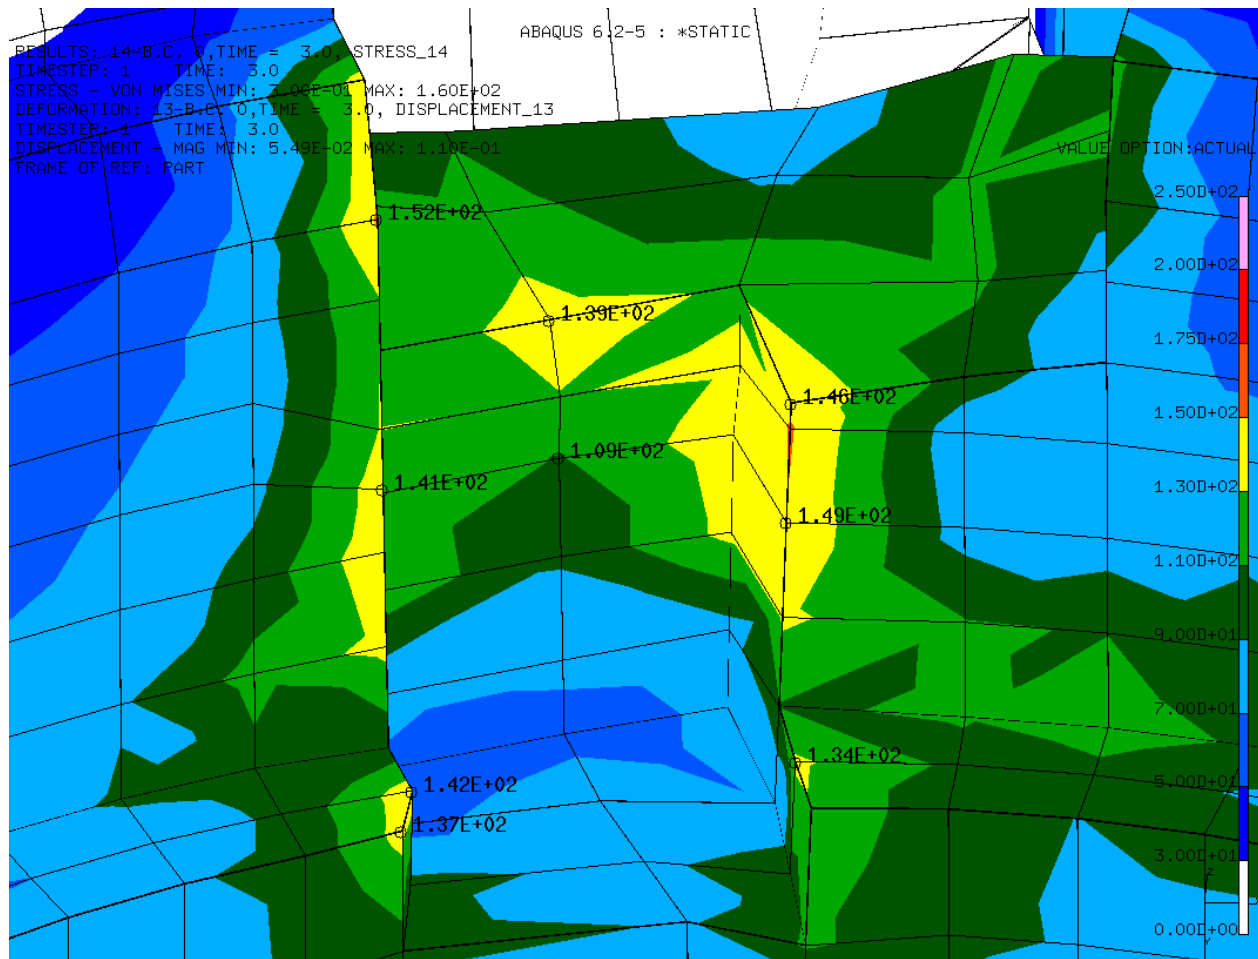 ABAQUS 6.2-5 : *STATIC
RESULTS: 14-B.C. 0,TIME = 3.0, STRESS_14
TIMESTEP: 1 TIME: 3.0
STRESS - VON MISES MIN: 3.06E-01 MAX: 1.60E+02
DEFORMATION: 13-B.C. 0,TIME = 3.0, DISPLACEMENT_13
TIMESTEP: 1 TIME: 3.0
DISPLACEMENT - MAG MIN: 5.49E-02 MAX: 1.10E-01
FRAME OF REF: PART
VALUE OPTION:ACTUAL
2.50D+02
1.52E+02
2.00D+02
1.39E+02
1.75D+02
1.46E+02
1.50D+02
1.09E+02
1.41E+02
1.30D+02
1.49E+02
1.10D+02
9.00D+01
7.00D+01
1.34E+02
1.42E+02
5.00D+01
1.37E+02
3.00D+01
Z
0.00D+00
Y